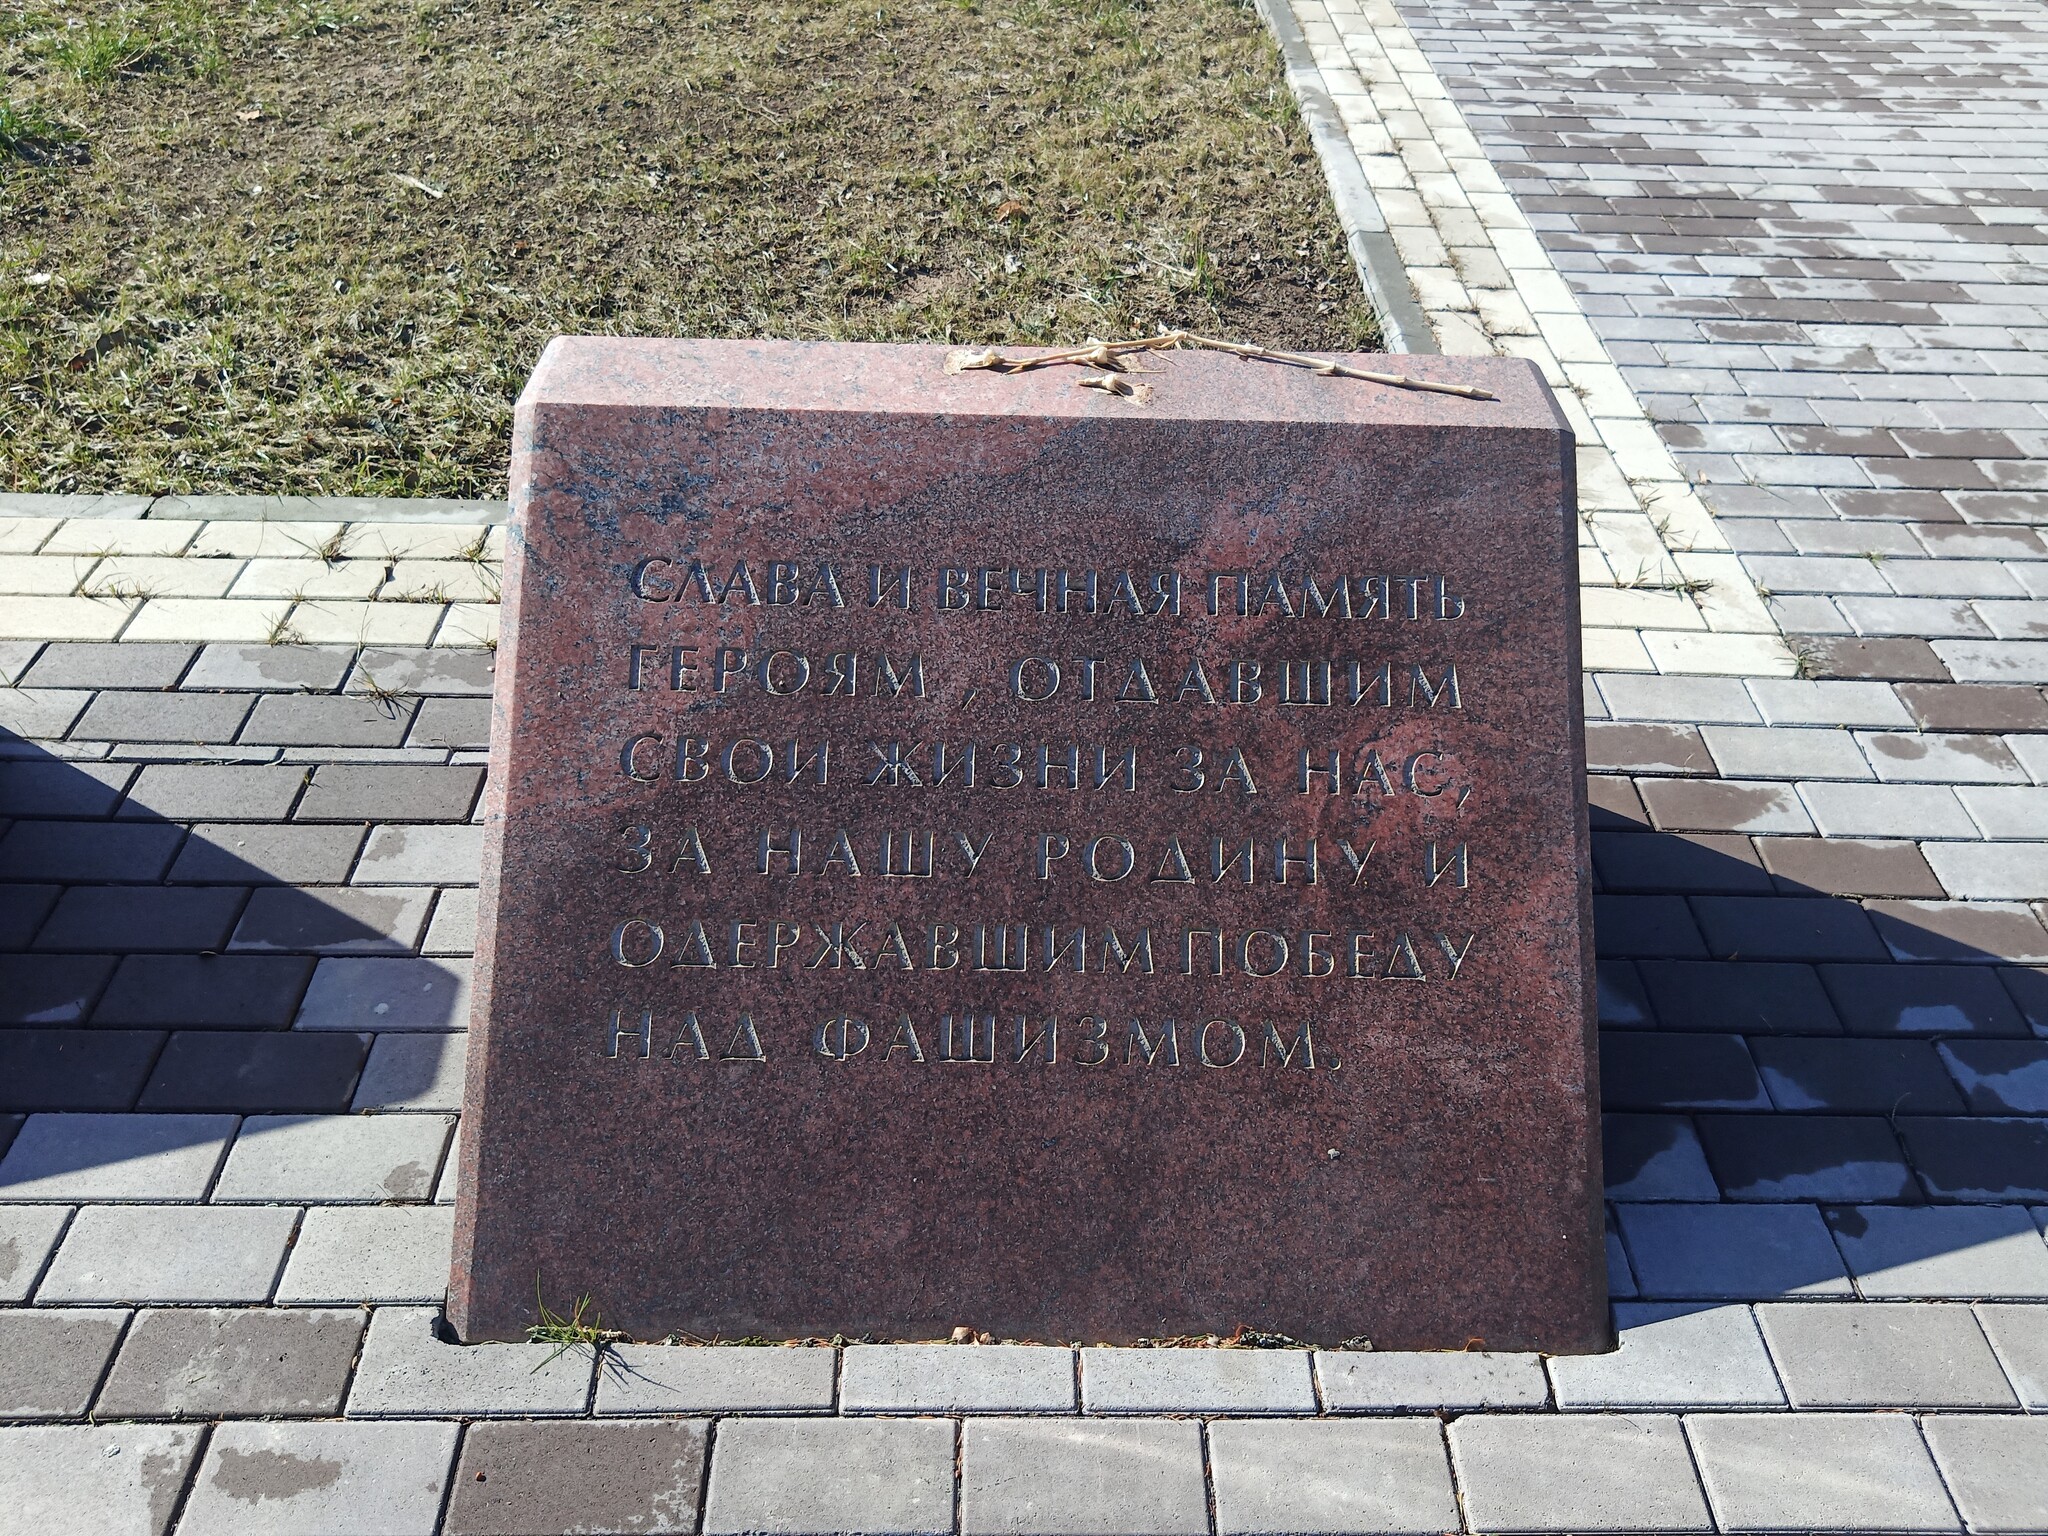 СЛАВА И ВЕЧНАЯ ПАМЯТЬ
ГЕРОЯМ , ОТДАВШИМ
СВОИ ЖИЗНИ ЗА НАС,
ЗА НАШУ РОДИНУ И
ОДЕРЖАВШИМ ПОБЕДУ
НАД ФАШИЗМОМ.